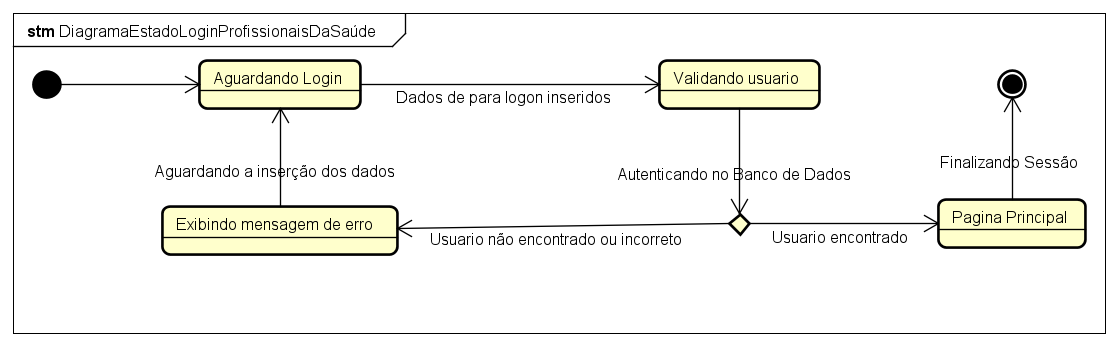 stm DiagramaEstadoLoginProfissionaisDaSaúde
Aguardando Login
Dados de para logon inseridos
Validando usuario
Aguardando a inserção dos dados
Autenticando no Banco de Dados
Finalizando Sessão
Exibindo mensagem de erro
Usuario não encontrado ou incorreto
Usuario encontrado
Pagina Principal